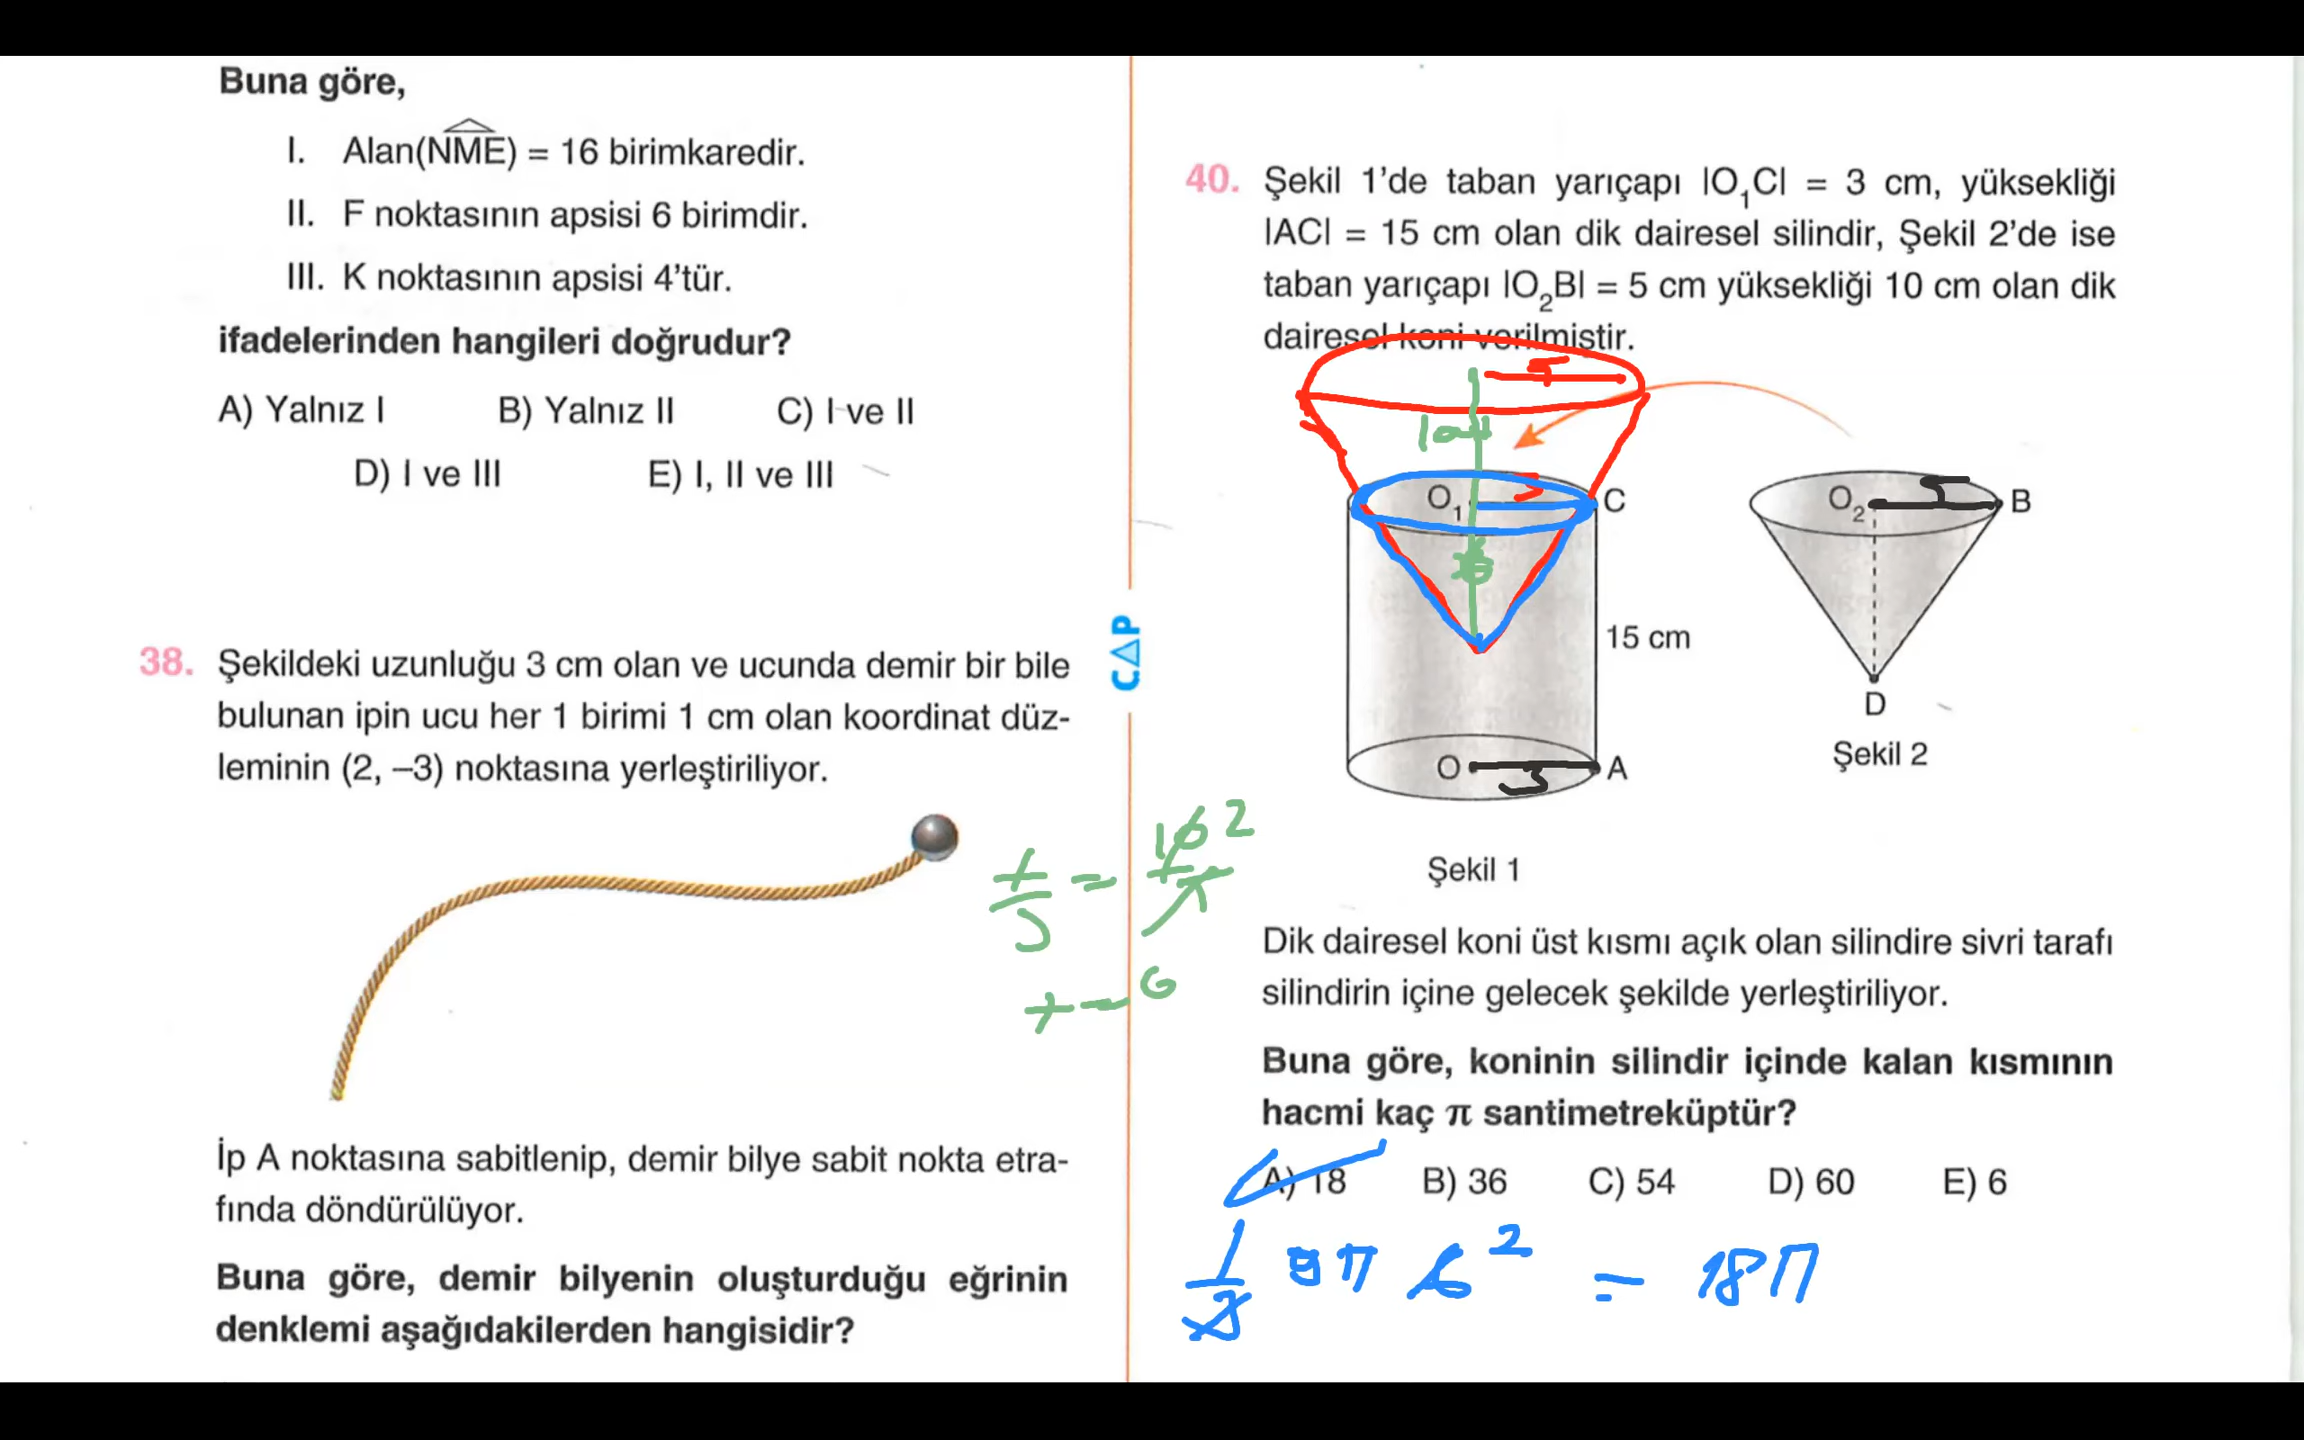 Buna göre,
I. Alan(NME) = 16 birimkaredir.
II. F noktasının apsisi 6 birimdir.
III. K noktasının apsisi 4'tür.
ifadelerinden hangileri doğrudur?
A) Yalnız I B) Yalnız II C) I ve II
D) I ve III E) I, II ve III
38. Şekildeki uzunluğu 3 cm olan ve ucunda demir bir bile
bulunan ipin ucu her 1 birimi 1 cm olan koordinat düz-
leminin (2, –3) noktasına yerleştiriliyor.
İp A noktasına sabitlenip, demir bilye sabit nokta etra-
fında döndürülüyor.
Buna göre, demir bilyenin oluşturduğu eğrinin
denklemi aşağıdakilerden hangisidir?
C.A.P
40. Şekil 1'de taban yarıçapı |O₁C| = 3 cm, yüksekliği
|AC| = 15 cm olan dik dairesel silindir, Şekil 2'de ise
taban yarıçapı |O₂B| = 5 cm yüksekliği 10 cm olan dik
dairesel koni verilmiştir.
5
O₁ 3 C
O₂ 5 B
6
15 cm
D
Şekil 2
O 3 A
Şekil 1
Dik dairesel koni üst kısmı açık olan silindire sivri tarafı
silindirin içine gelecek şekilde yerleştiriliyor.
Buna göre, koninin silindir içinde kalan kısmının
hacmi kaç π santimetreküptür?
A) 18 B) 36 C) 54 D) 60 E) 6
= 18π